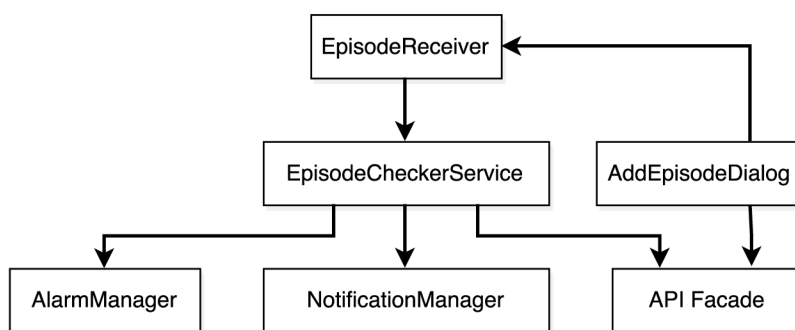 EpisodeReceiver
EpisodeCheckerService
AddEpisodeDialog
AlarmManager
NotificationManager
API Facade